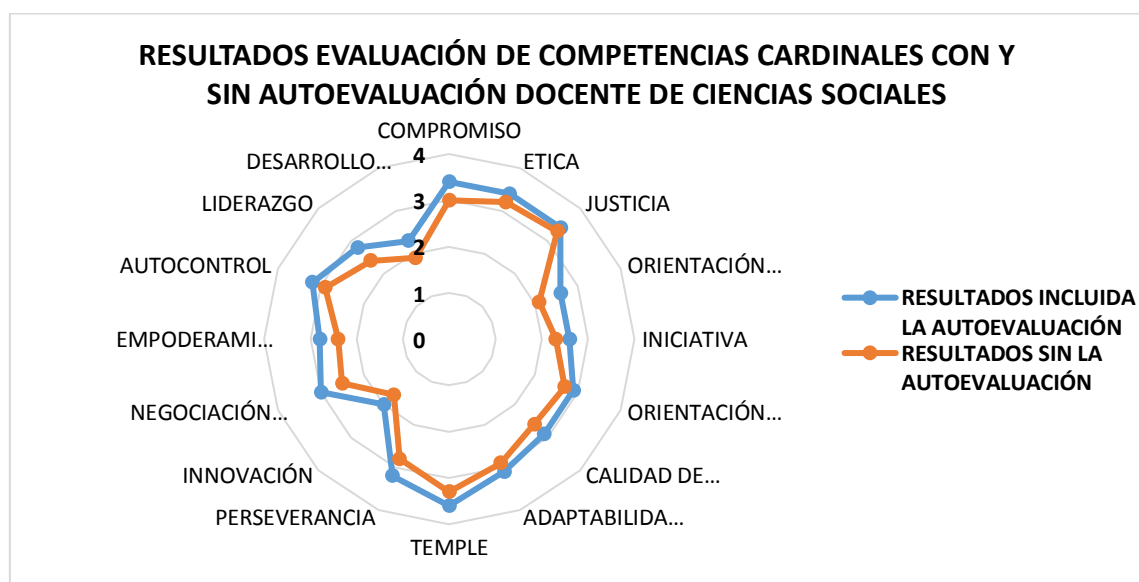 RESULTADOS EVALUACIÓN DE COMPETENCIAS CARDINALES CON Y
SIN AUTOEVALUACIÓN DOCENTE DE CIENCIAS SOCIALES
COMPROMISO
ETICA
JUSTICIA
ORIENTACIÓN...
INICIATIVA
ORIENTACIÓN...
CALIDAD DE...
ADAPTABILIDA...
TEMPLE
PERSEVERANCIA
INNOVACIÓN
NEGOCIACIÓN...
EMPODERAMI...
AUTOCONTROL
LIDERAZGO
DESARROLLO...
4
3
2
1
0
RESULTADOS INCLUIDA
LA AUTOEVALUACIÓN
RESULTADOS SIN LA
AUTOEVALUACIÓN